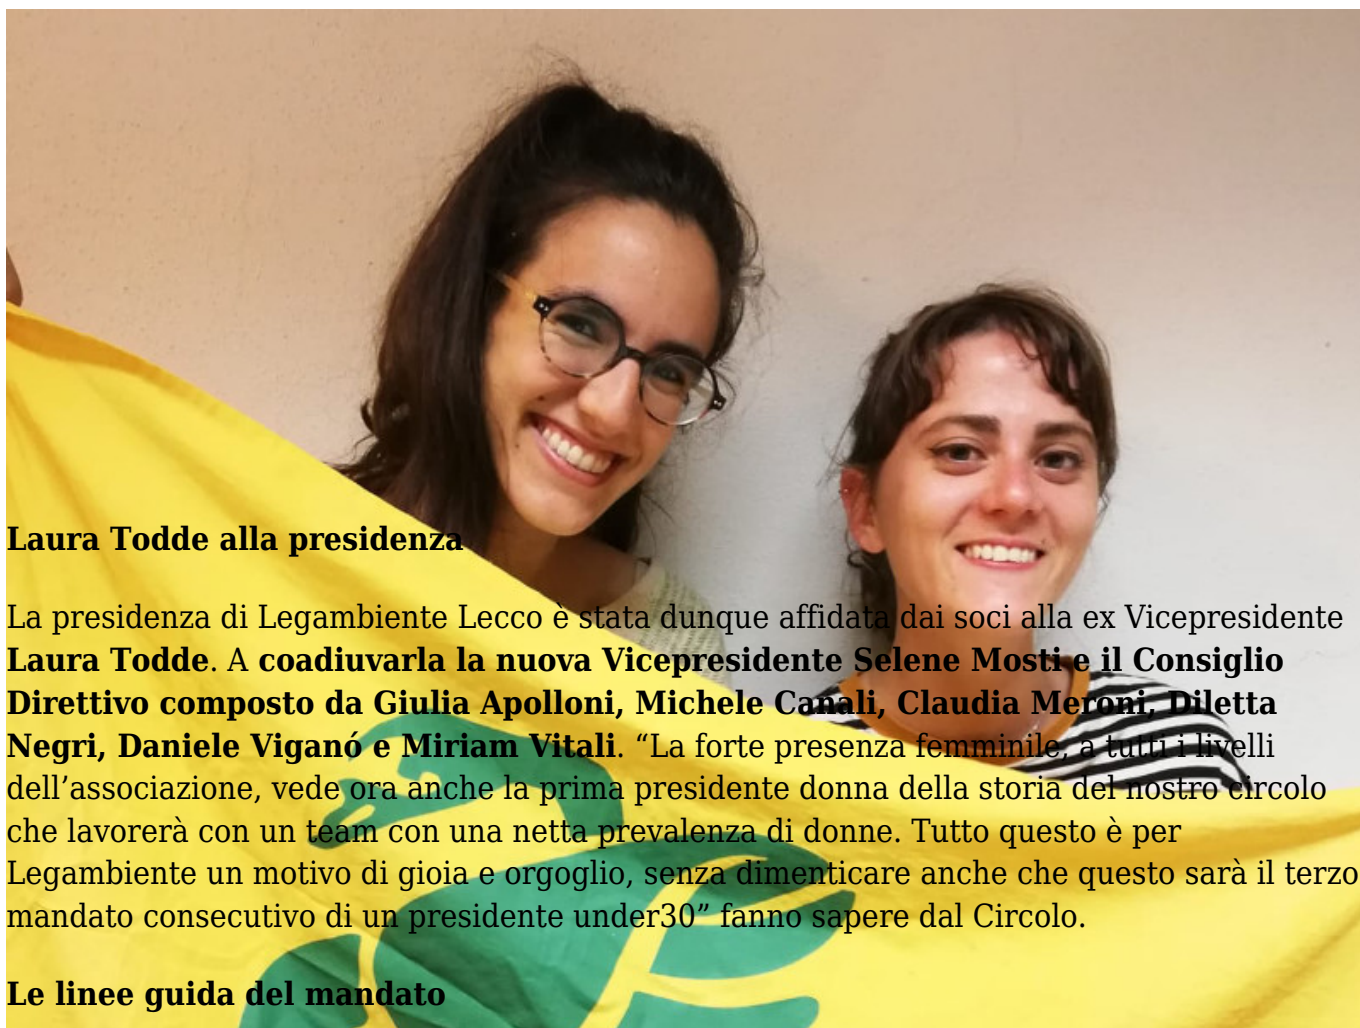 Laura Todde alla presidenza
La presidenza di Legambiente Lecco è stata dunque affidata dai soci alla ex Vicepresidente
Laura Todde. A coadiuvarla la nuova Vicepresidente Selene Mosti e il Consiglio
Direttivo composto da Giulia Apolloni, Michele Canali, Claudia Meroni, Diletta
Negri, Daniele Viganó e Miriam Vitali. “La forte presenza femminile, a tutti i livelli
dell’associazione, vede ora anche la prima presidente donna della storia del nostro circolo
che lavorerà con un team con una netta prevalenza di donne. Tutto questo è per
Legambiente un motivo di gioia e orgoglio, senza dimenticare anche che questo sarà il terzo
mandato consecutivo di un presidente under30” fanno sapere dal Circolo.
Le linee guida del mandato